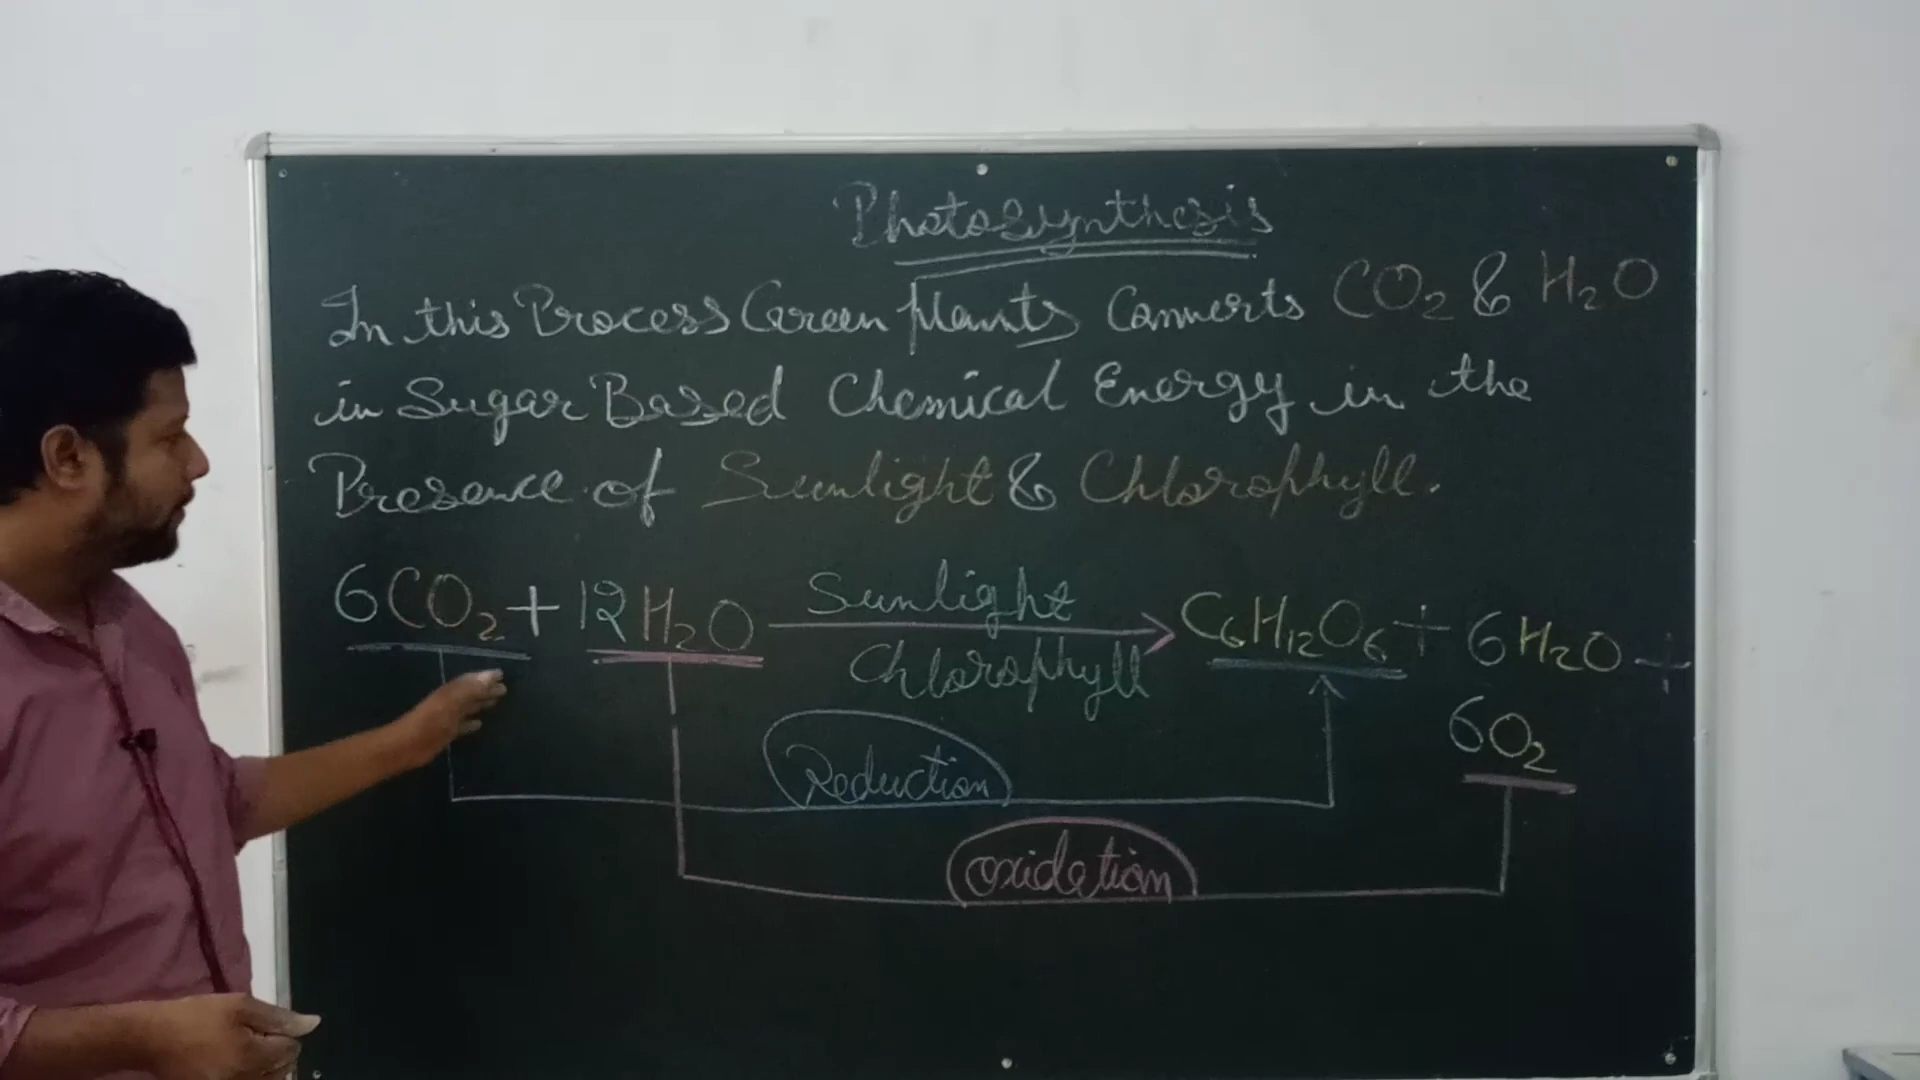 Photosynthesis
In this Process Green plants Converts CO₂ & H₂O
in Sugar Based Chemical Energy in the
Presence of Sunlight & Chlorophyll.
6CO₂ + 12H₂O Sunlight Chlorophyll → C₆H₁₂O₆ + 6H₂O +
6O₂
Reduction
oxidation